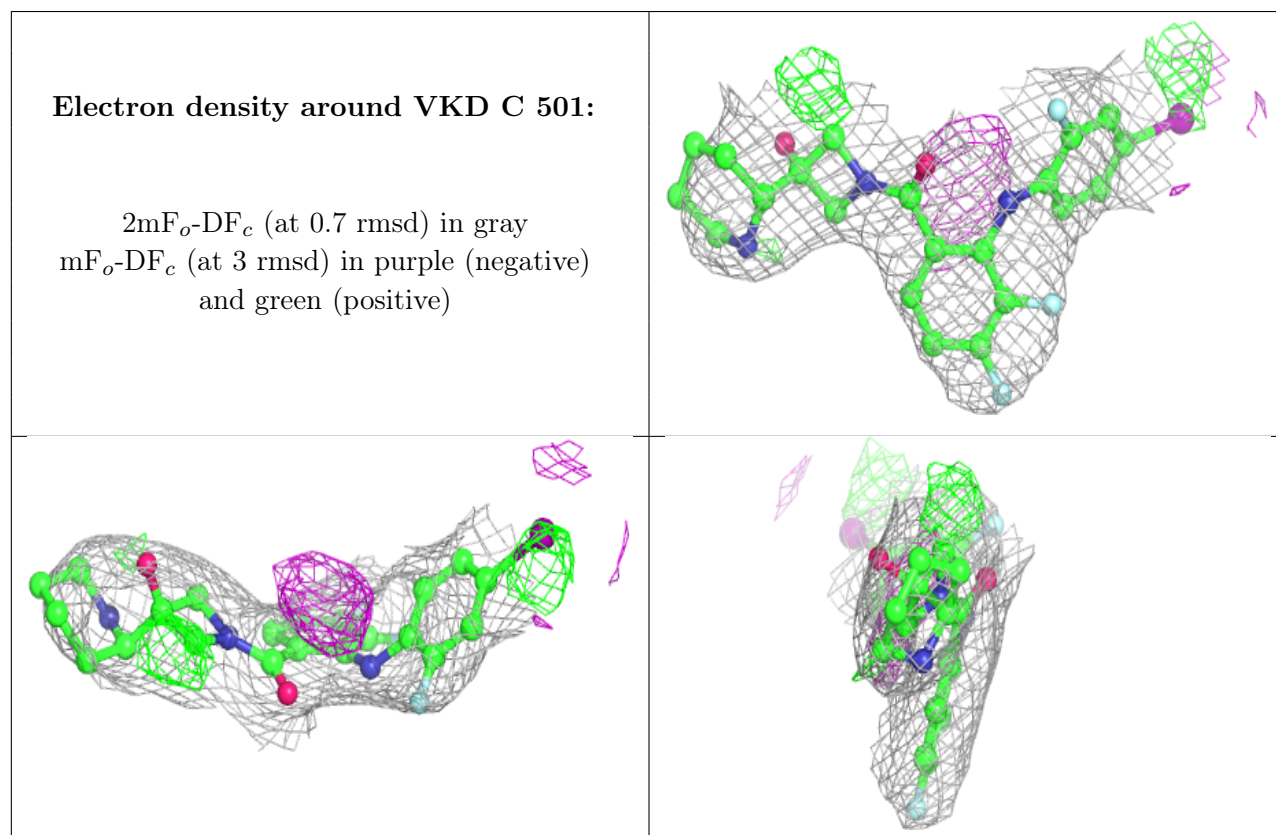 Electron density around VKD C 501:
2mFₒ-DF𝒸 (at 0.7 rmsd) in gray
mFₒ-DF𝒸 (at 3 rmsd) in purple (negative)
and green (positive)